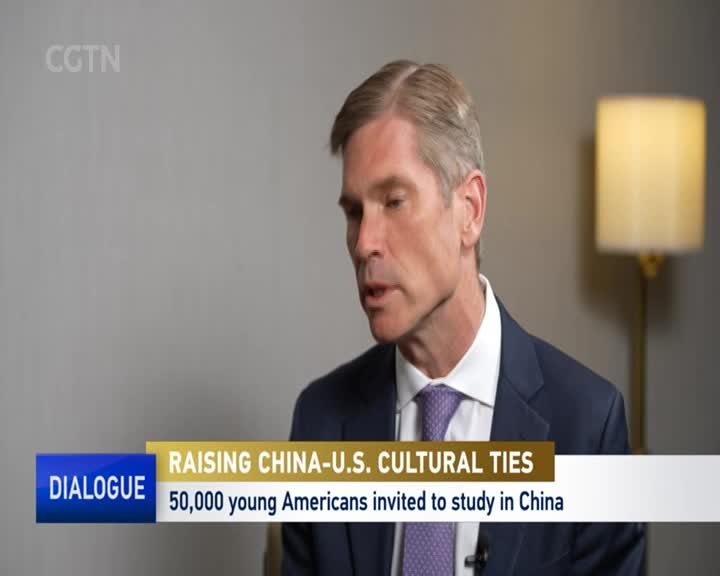 CGTN
RAISING CHINA-U.S. CULTURAL TIES
DIALOGUE
50,000 young Americans invited to study in China